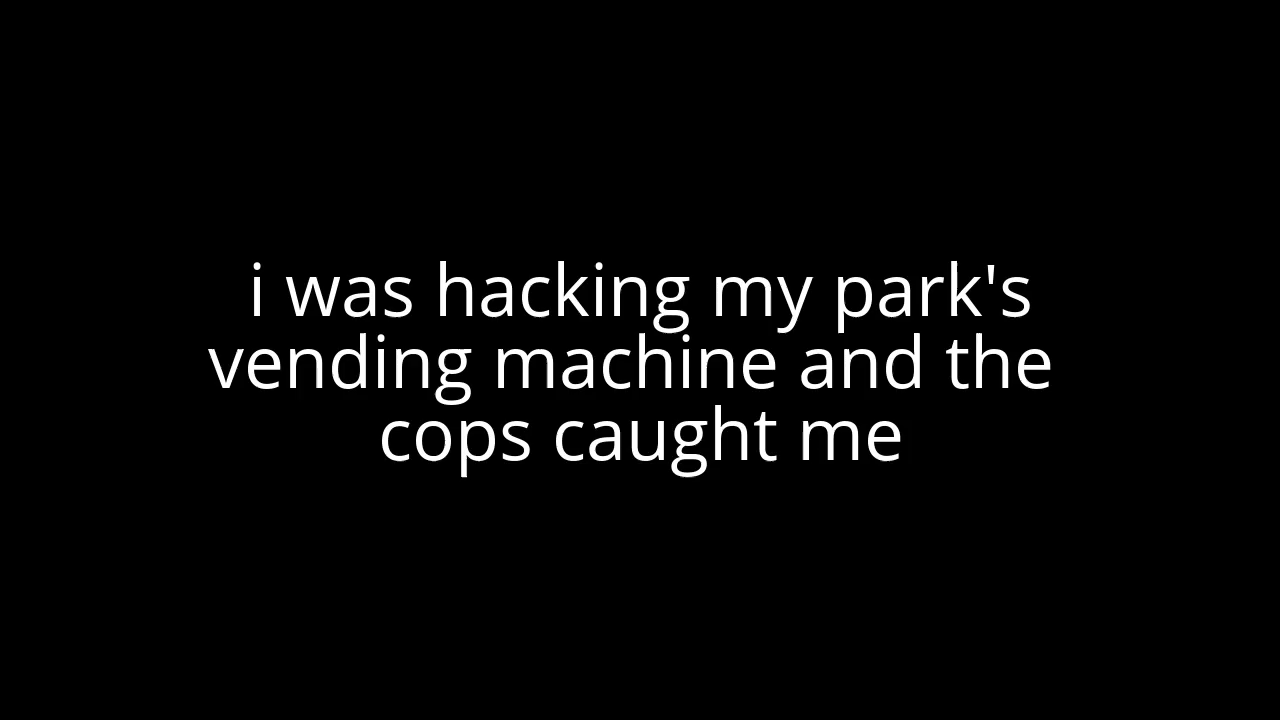 i was hacking my park's
vending machine and the
cops caught me